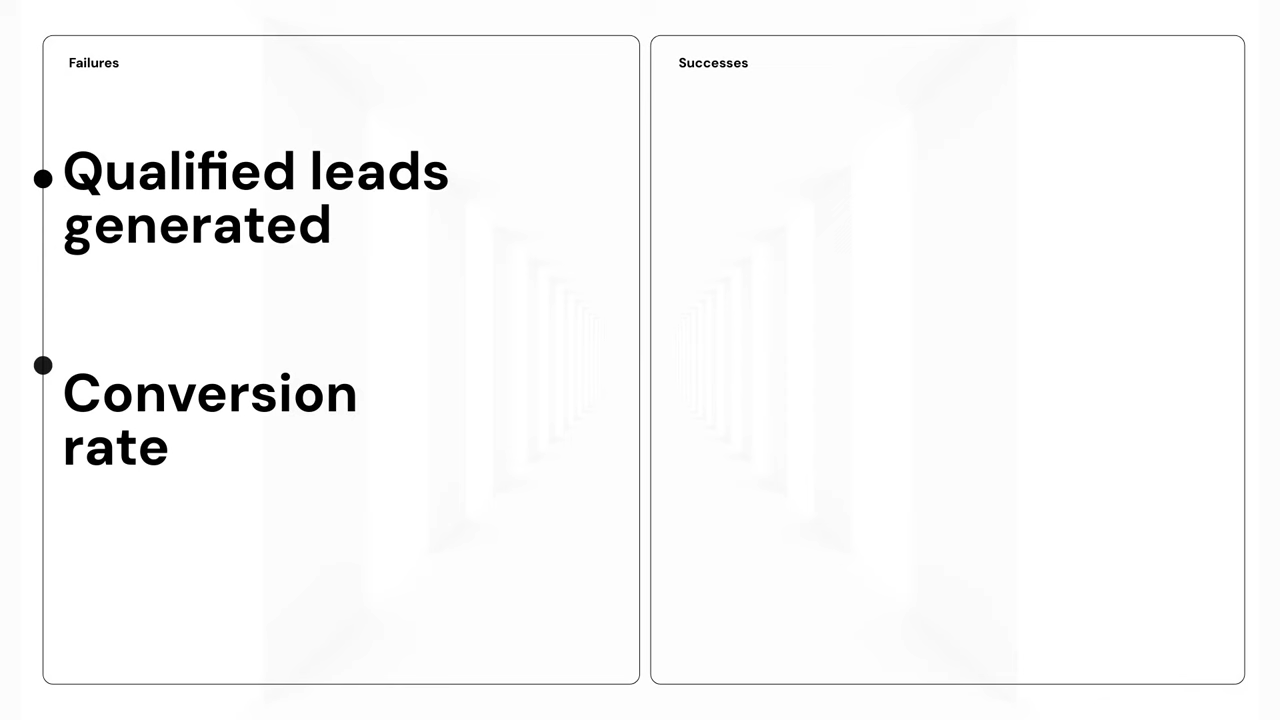 Failures
Qualified leads
generated
Conversion
rate
Successes